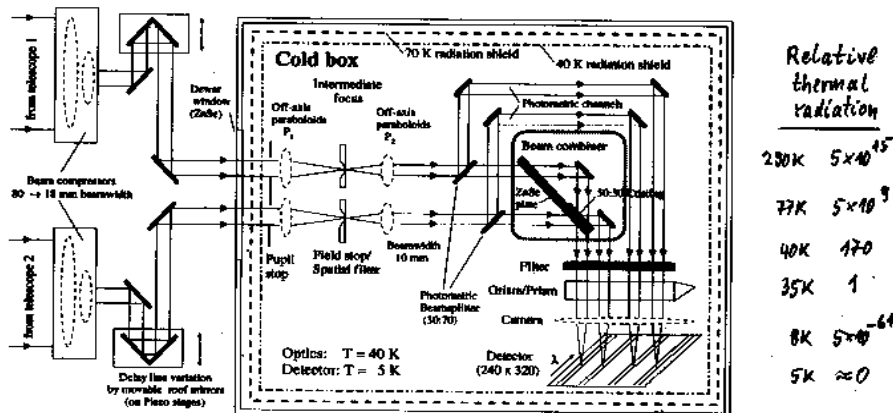 from telescope 1
Beam compressors
80 → 18 mm beamwidth
from telescope 2
Delay line variation
by movable roof mirrors
(on Piezo stages)
Dewar
window
(ZnSe)
Cold box
70 K radiation shield
40 K radiation shield
Off-axis
paraboloids
P1
Intermediate
focus
Off-axis
paraboloids
P2
Photometric channels
Beam combiner
ZnSe
plate
50:50 Coating
Pupil
stop
Field stop/
Spatial filter
Beamwidth
10 mm
Photometric
Beamsplitter
(30:70)
Filter
Grism/Prism
Camera
λ
Detector
(240 x 320)
Optics: T = 40 K
Detector: T = 5 K
Relative
thermal
radiation
290K 5×10^15
77K 5×10^9
40K 170
35K 1
8K 5×10^-61
5K ≈0